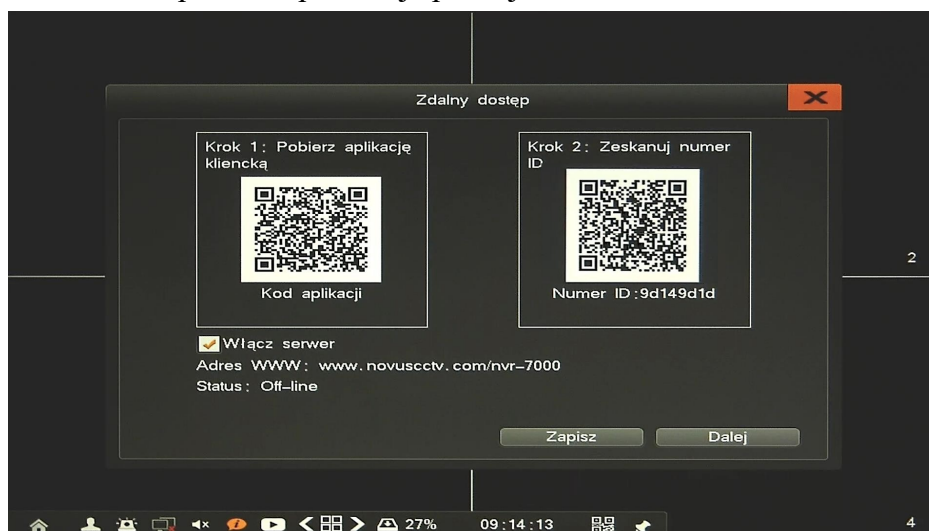 Zdalny dostęp
Krok 1: Pobierz aplikację
kliencką
Kod aplikacji
Krok 2: Zeskanuj numer
ID
Numer ID:9d149d1d
Włącz serwer
Adres WWW: www.novuscctv.com/nvr-7000
Status: Off-line
Zapisz
Dalej
2
27%
09:14:13
4